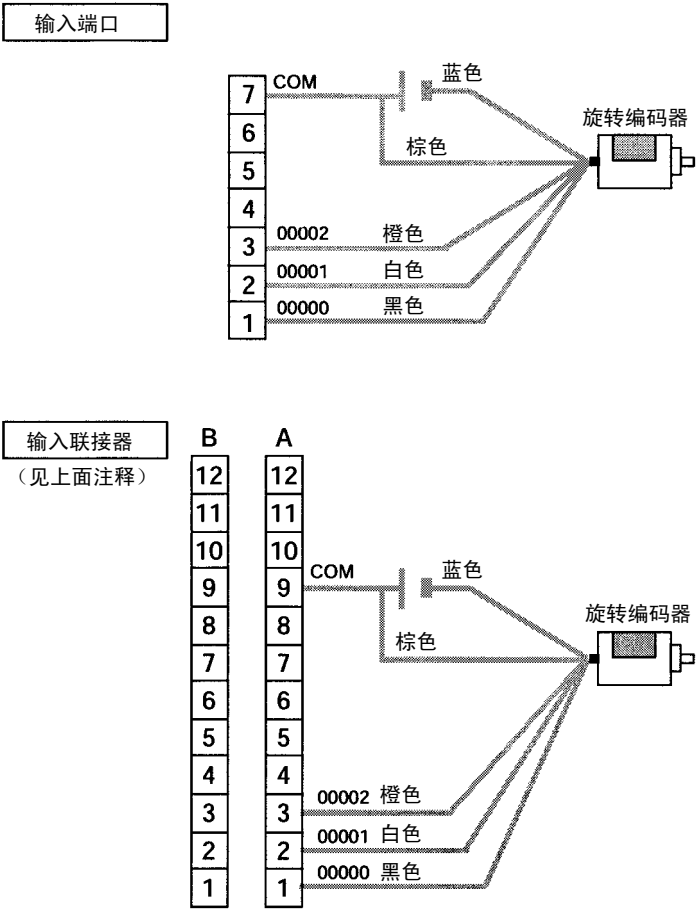 输入端口
7
COM
蓝色
旋转编码器
6
棕色
5
4
3
00002
橙色
2
00001
白色
1
00000
黑色
输入联接器
B
A
（见上面注释）
12
12
11
11
10
10
9
9
COM
蓝色
旋转编码器
8
8
棕色
7
7
6
6
5
5
4
4
3
3
00002 橙色
2
2
00001 白色
1
1
00000 黑色